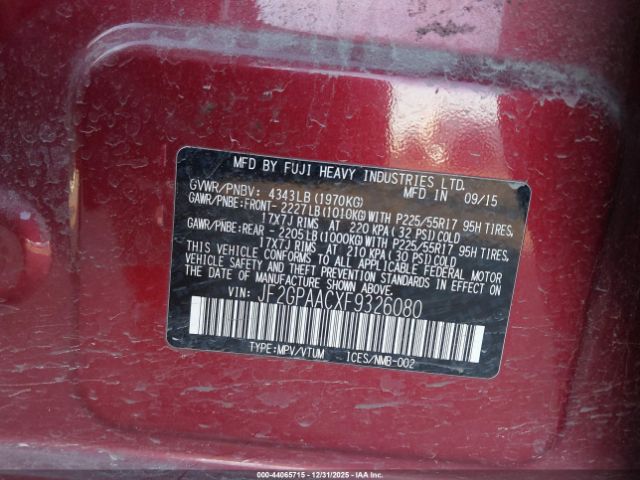 MFD BY FUJI HEAVY INDUSTRIES LTD.
GVWR/PNBV: 4343LB (1970KG) MFD IN 09/15
GAWR/PNBE:FRONT- 2227LB (1010KG) WITH P225/55R17 95H TIRES,
17X7J RIMS AT 220 KPA (32 PSI) COLD
GAWR/PNBE:REAR - 2205LB (1000KG) WITH P225/55R17 95H TIRES,
17X7J RIMS AT 210 KPA (30 PSI) COLD
THIS VEHICLE CONFORMS TO ALL APPLICABLE FEDERAL MOTOR
VEHICLE SAFETY AND THEFT PREVENTION STANDARDS IN EFFECT ON
THE DATE OF MANUFACTURE SHOWN ABOVE.
VIN: JF2GPAACXF9326080
TYPE:MPV/VTUM ICES/NMB-002
000-44065715 - 12/31/2025 - IAA Branch